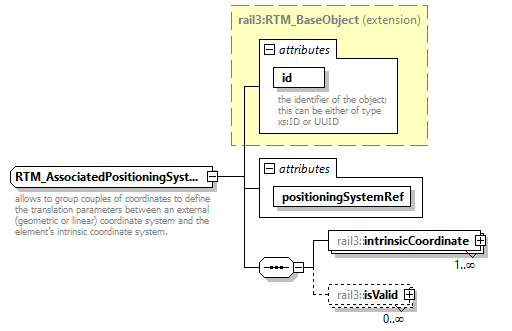 rail3:RTM_BaseObject (extension)
attributes
id
the identifier of the object;
this can be either of type
xs:ID or UUID
RTM_AssociatedPositioningSyst...
allows to group couples of coordinates to define
the translation parameters between an external
(geometric or linear) coordinate system and the
element's intrinsic coordinate system.
attributes
positioningSystemRef
rail3:intrinsicCoordinate
1..∞
rail3:isValid
0..∞